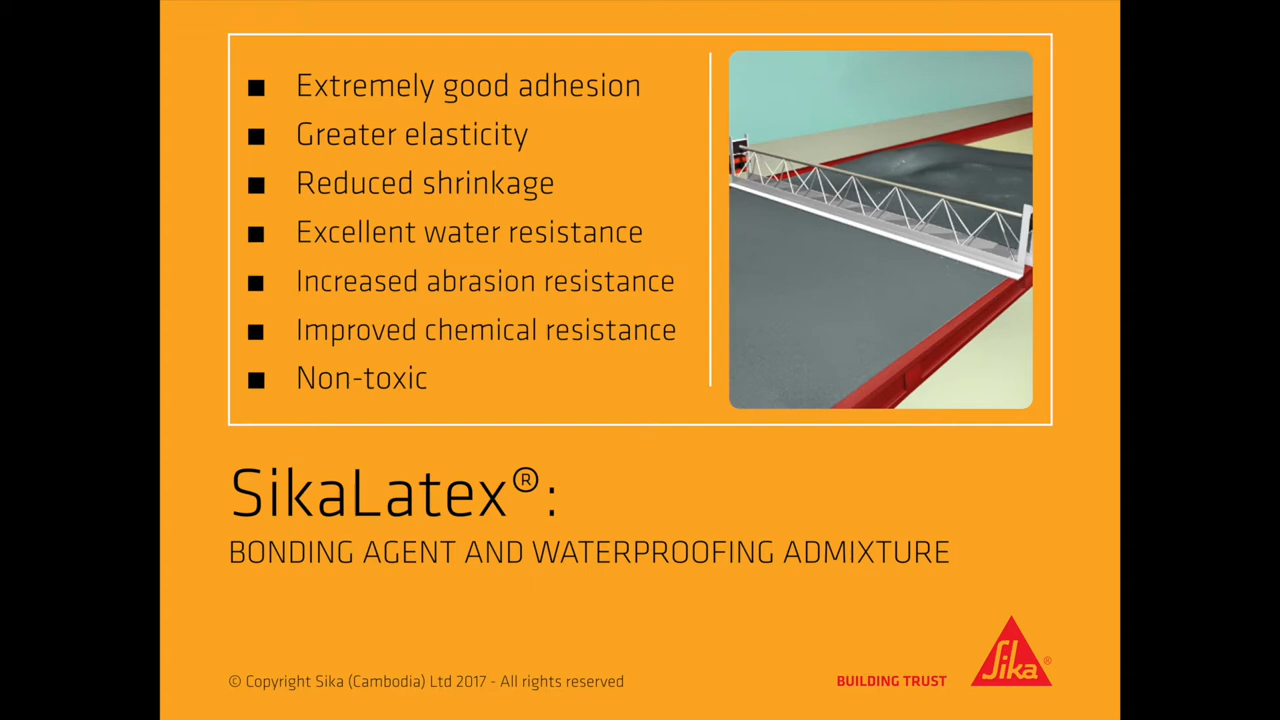 ■ Extremely good adhesion
■ Greater elasticity
■ Reduced shrinkage
■ Excellent water resistance
■ Increased abrasion resistance
■ Improved chemical resistance
■ Non-toxic
SikaLatex®:
BONDING AGENT AND WATERPROOFING ADMIXTURE
© Copyright Sika (Cambodia) Ltd 2017 - All rights reserved
BUILDING TRUST
Sika®